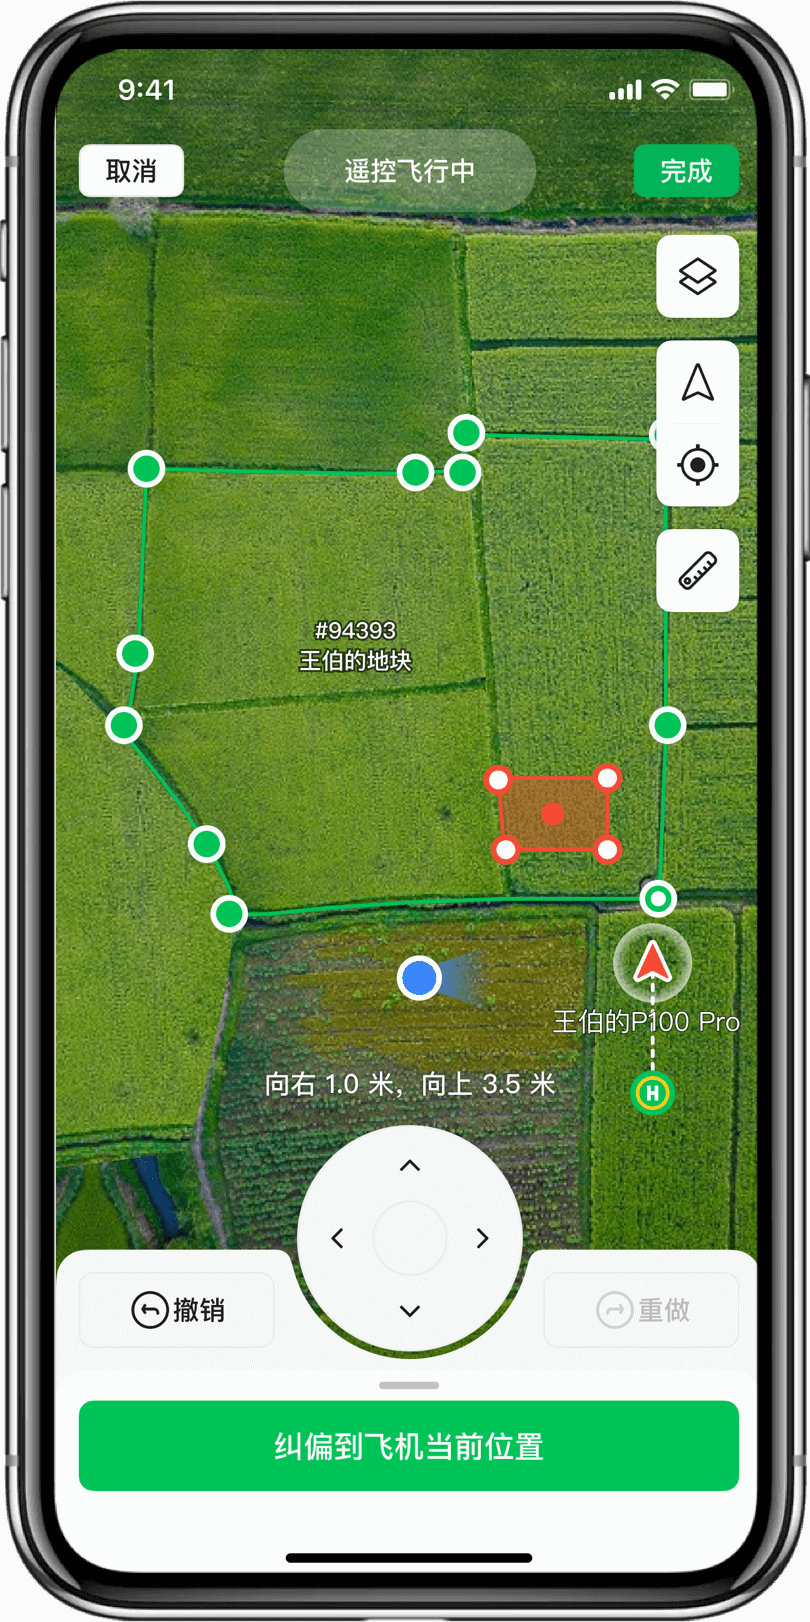 9:41
取消
遥控飞行中
完成
#94393
王伯的地块
王伯的P100 Pro
向右 1.0 米，向上 3.5 米
H
撤销
重做
纠偏到飞机当前位置